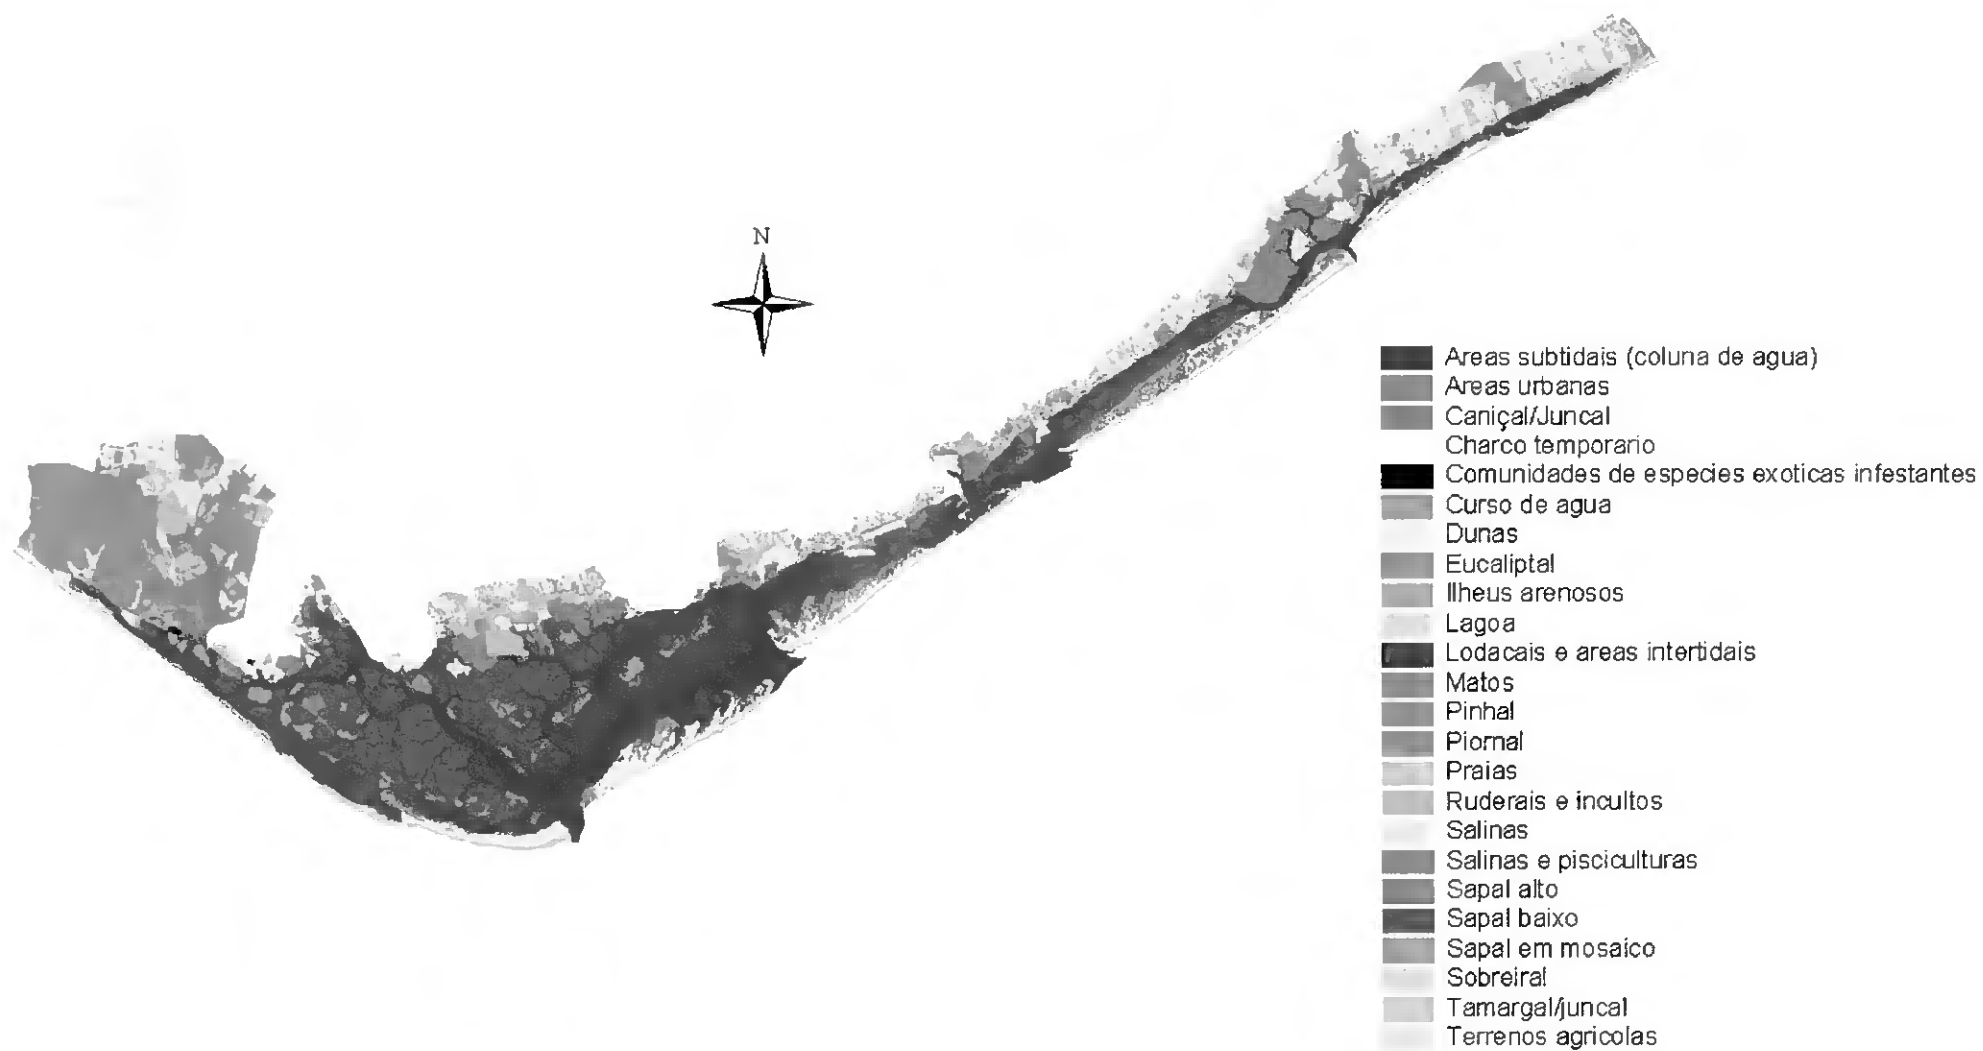 N
Areas subtidais (coluna de agua)
Areas urbanas
Caniçal/Juncal
Charco temporario
Comunidades de especies exoticas infestantes
Curso de agua
Dunas
Eucaliptal
Ilheus arenosos
Lagoa
Lodacais e areas intertidais
Matos
Pinhal
Piornal
Praias
Ruderais e incultos
Salinas
Salinas e pisciculturas
Sapal alto
Sapal baixo
Sapal em mosaico
Sobreiral
Tamargal/juncal
Terrenos agricolas